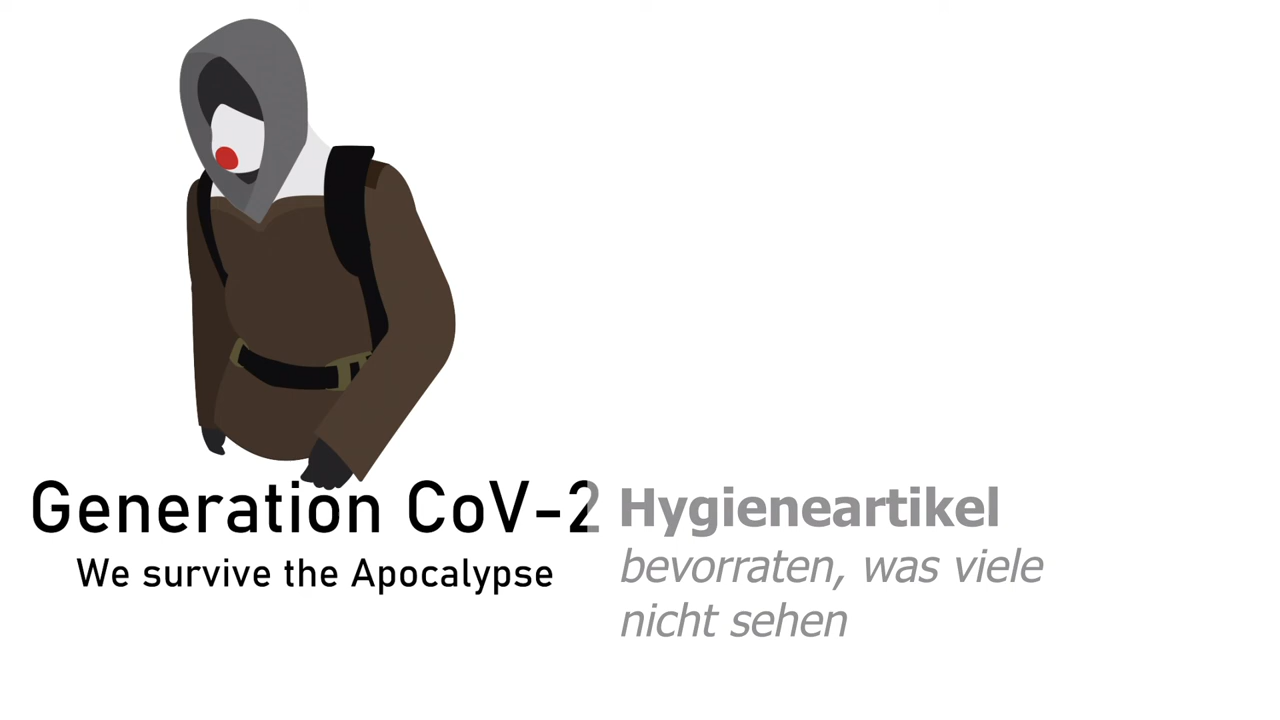 Generation CoV-2
We survive the Apocalypse
Hygieneartikel
bevorraten, was viele
nicht sehen